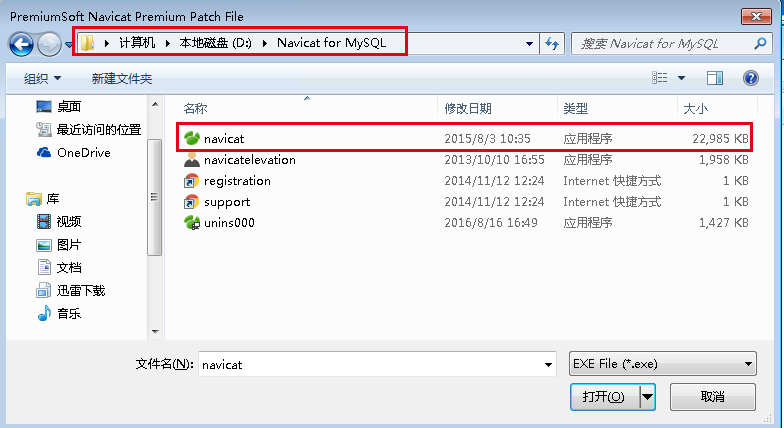 PremiumSoft Navicat Premium Patch File
计算机 本地磁盘 (D:) Navicat for MySQL
搜索 Navicat for MySQL
组织 新建文件夹
名称 修改日期 类型 大小
桌面
最近访问的位置
OneDrive
库
视频
图片
文档
迅雷下载
音乐
navicat 2015/8/3 10:35 应用程序 22,985 KB
navicatelevation 2013/10/10 16:55 应用程序 1,958 KB
registration 2014/11/12 12:24 Internet 快捷方式 1 KB
support 2014/11/12 12:24 Internet 快捷方式 1 KB
unins000 2016/8/16 16:49 应用程序 1,427 KB
文件名(N): navicat EXE File (*.exe)
打开(O) 取消